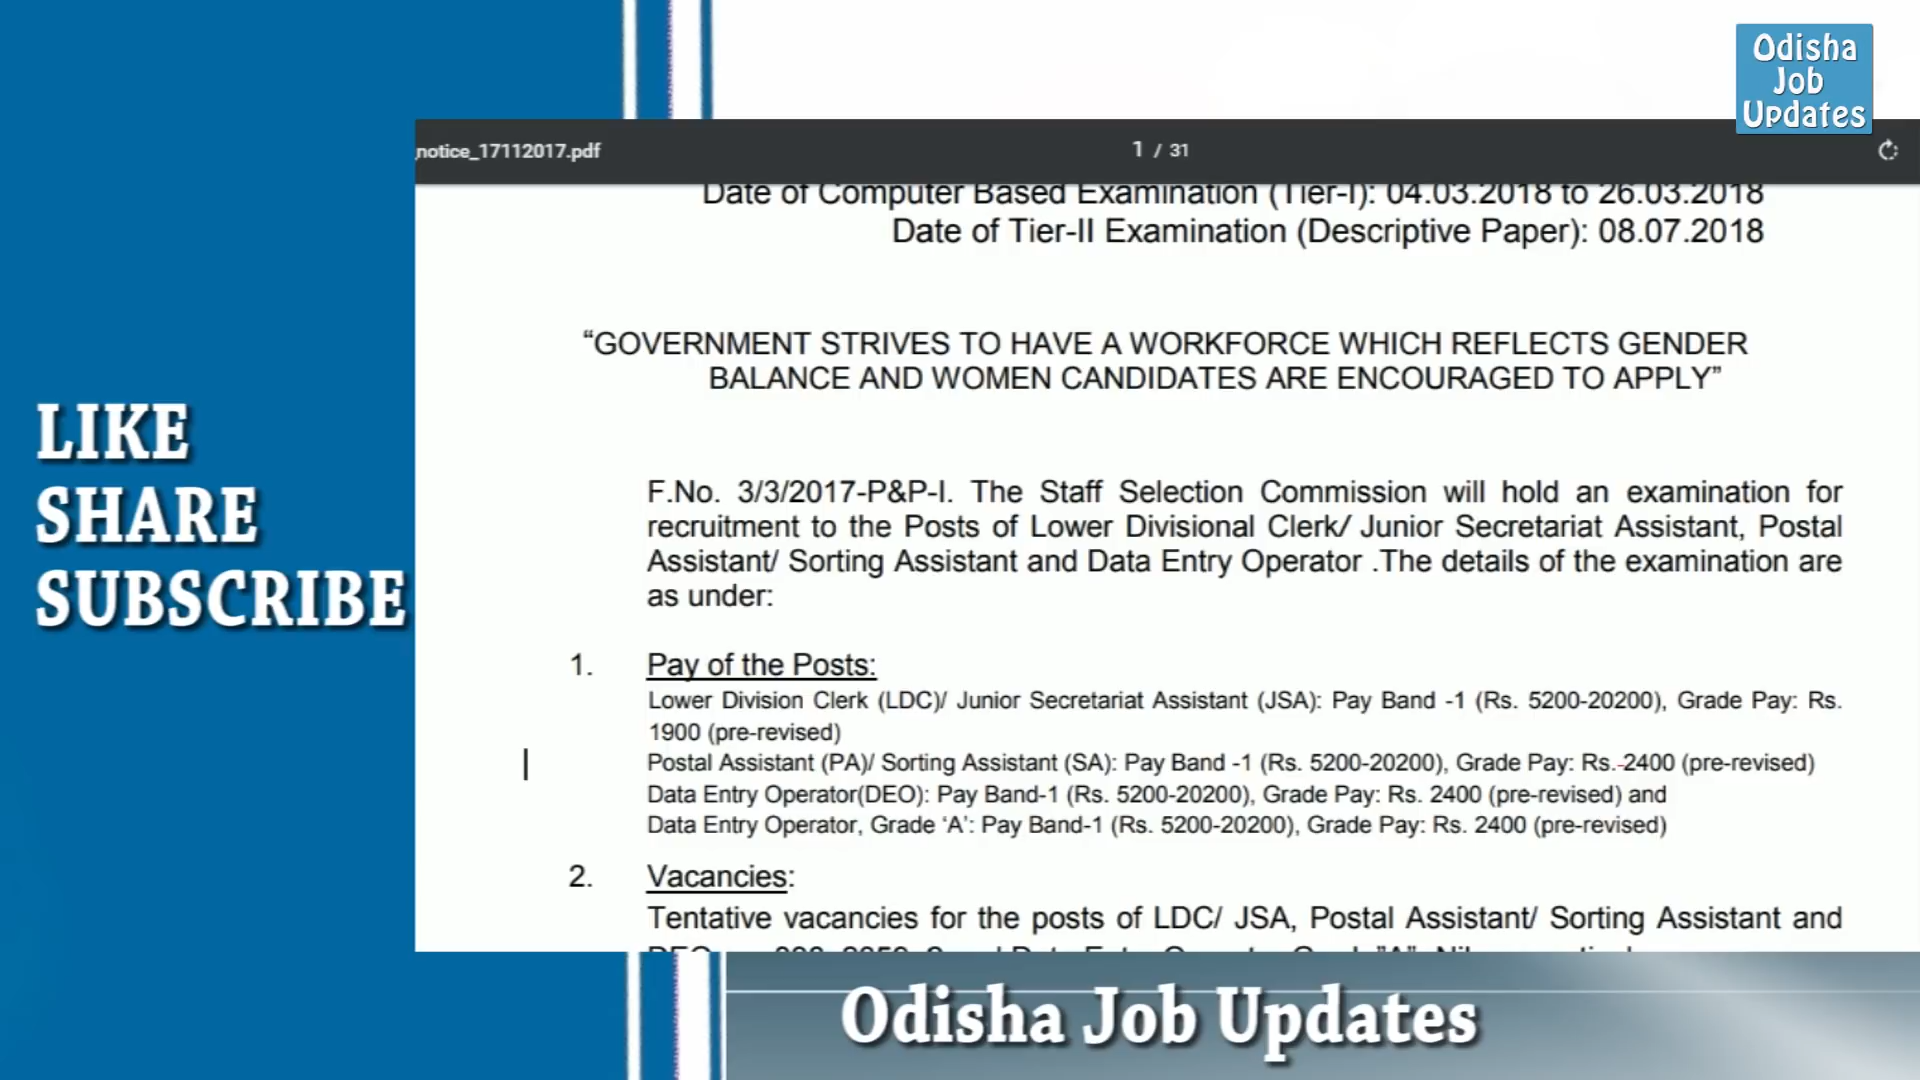 Odisha
Job
Updates
notice_17112017.pdf
1 / 31
Date of Computer Based Examination (Tier-I): 04.03.2018 to 26.03.2018
Date of Tier-II Examination (Descriptive Paper): 08.07.2018
“GOVERNMENT STRIVES TO HAVE A WORKFORCE WHICH REFLECTS GENDER
BALANCE AND WOMEN CANDIDATES ARE ENCOURAGED TO APPLY”
LIKE
SHARE
SUBSCRIBE
F.No. 3/3/2017-P&P-I. The Staff Selection Commission will hold an examination for
recruitment to the Posts of Lower Divisional Clerk/ Junior Secretariat Assistant, Postal
Assistant/ Sorting Assistant and Data Entry Operator .The details of the examination are
as under:
1. Pay of the Posts:
Lower Division Clerk (LDC)/ Junior Secretariat Assistant (JSA): Pay Band -1 (Rs. 5200-20200), Grade Pay: Rs.
1900 (pre-revised)
Postal Assistant (PA)/ Sorting Assistant (SA): Pay Band -1 (Rs. 5200-20200), Grade Pay: Rs. 2400 (pre-revised)
Data Entry Operator(DEO): Pay Band-1 (Rs. 5200-20200), Grade Pay: Rs. 2400 (pre-revised) and
Data Entry Operator, Grade ‘A’: Pay Band-1 (Rs. 5200-20200), Grade Pay: Rs. 2400 (pre-revised)
2. Vacancies:
Tentative vacancies for the posts of LDC/ JSA, Postal Assistant/ Sorting Assistant and
Odisha Job Updates